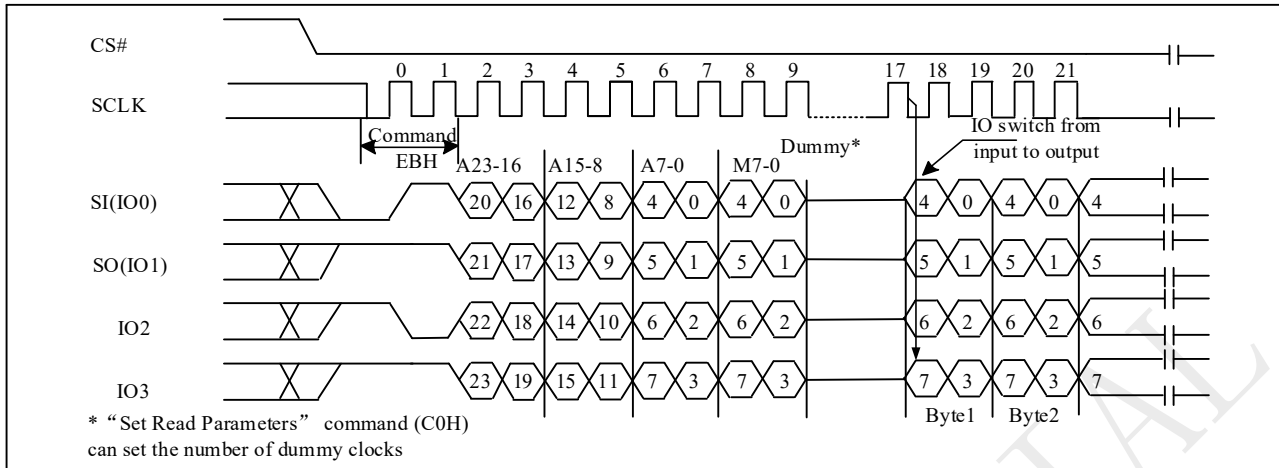 CS#
0 1 2 3 4 5 6 7 8 9 17 18 19 20 21
SCLK
Command
EBH
Dummy*
IO switch from
input to output
A23-16 A15-8 A7-0 M7-0
SI(IO0) 20 16 12 8 4 0 4 0 4 0 4 0 4
SO(IO1) 21 17 13 9 5 1 5 1 5 1 5 1 5
IO2 22 18 14 10 6 2 6 2 6 2 6 2 6
IO3 23 19 15 11 7 3 7 3 7 3 7 3 7
Byte1 Byte2
* “Set Read Parameters” command (C0H)
can set the number of dummy clocks